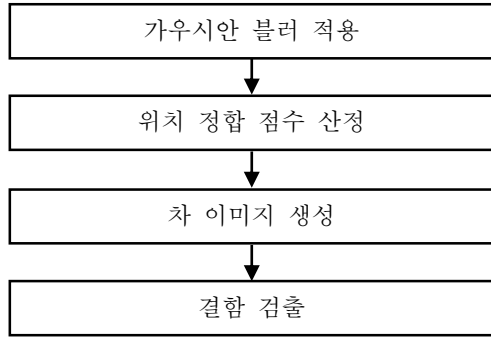 가우시안 블러 적용
위치 정합 점수 산정
차 이미지 생성
결함 검출